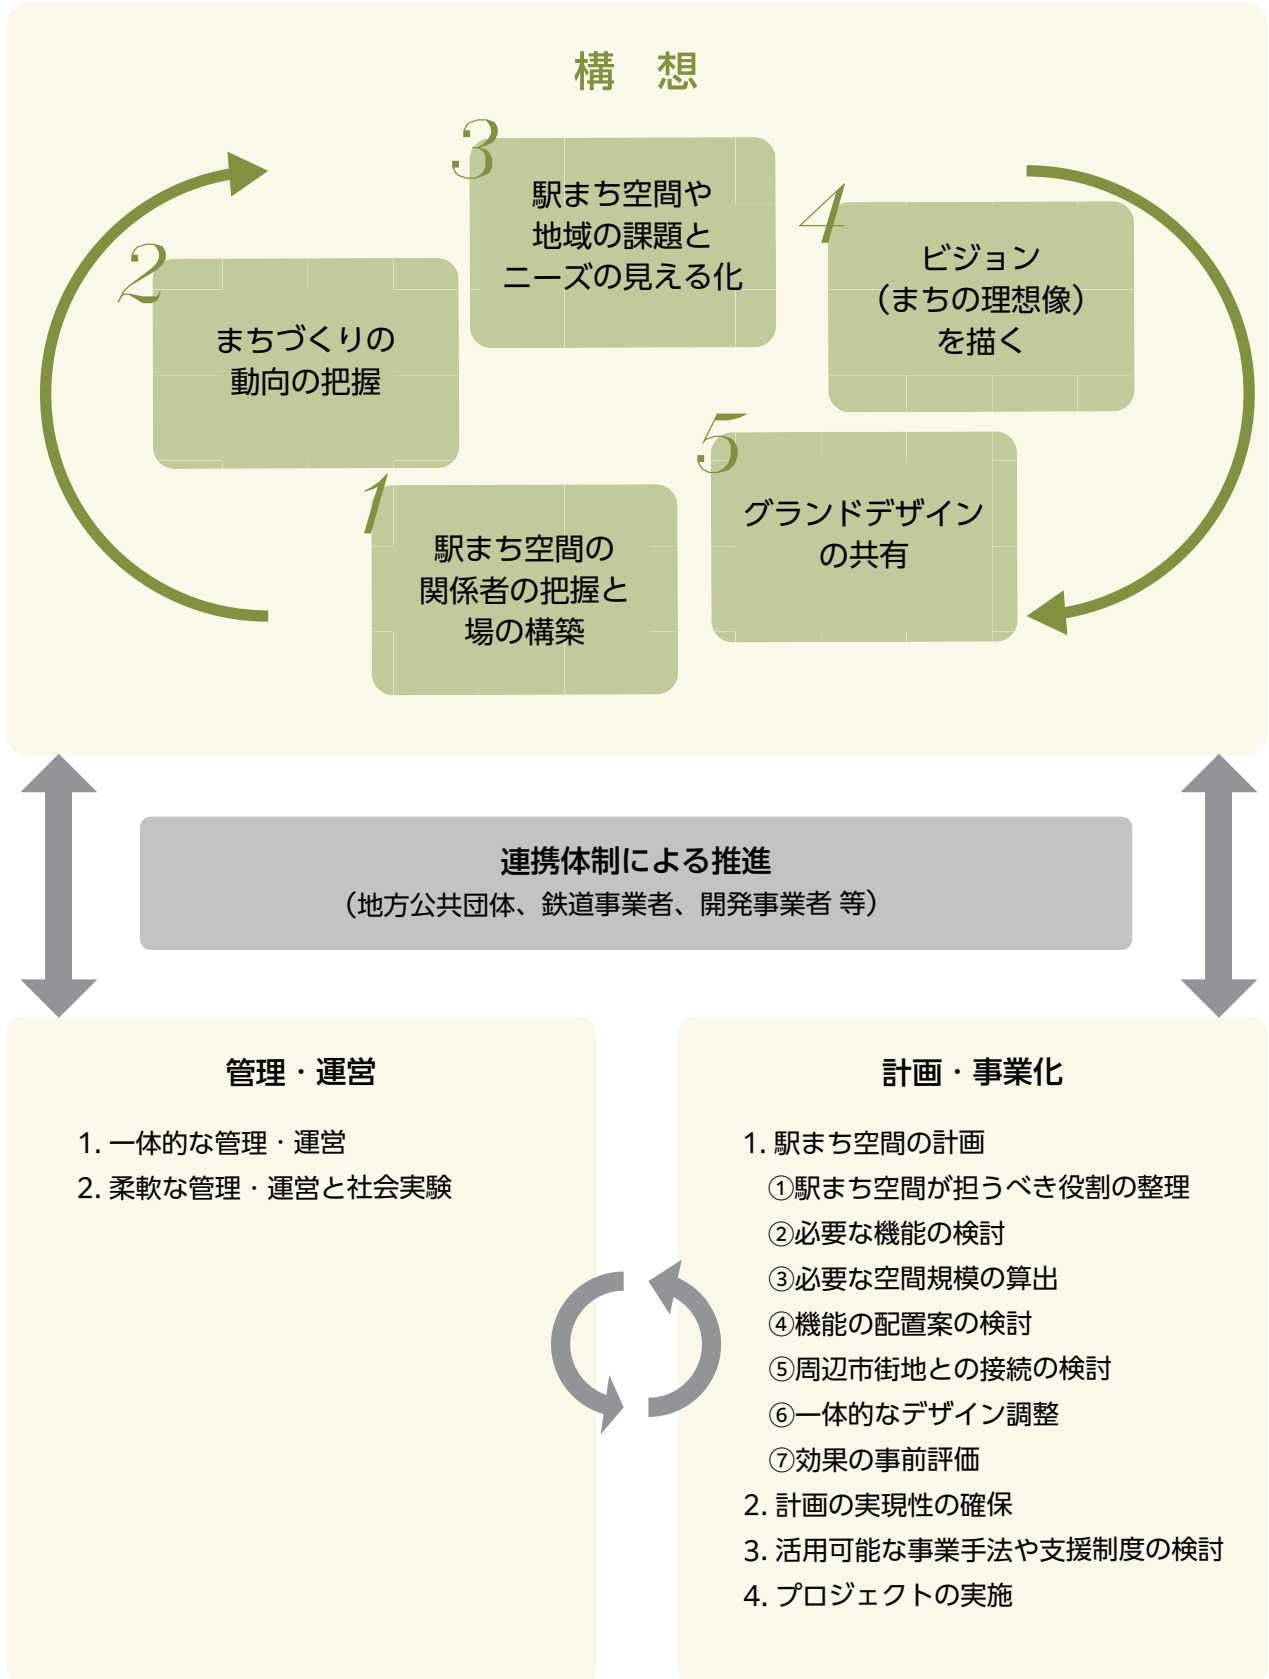 構　想
1
駅まち空間の
関係者の把握と
場の構築
2
まちづくりの
動向の把握
3
駅まち空間や
地域の課題と
ニーズの見える化
4
ビジョン
（まちの理想像）
を描く
5
グランドデザイン
の共有
連携体制による推進
（地方公共団体、鉄道事業者、開発事業者 等）
管理・運営
1. 一体的な管理・運営
2. 柔軟な管理・運営と社会実験
計画・事業化
1. 駅まち空間の計画
①駅まち空間が担うべき役割の整理
②必要な機能の検討
③必要な空間規模の算出
④機能の配置案の検討
⑤周辺市街地との接続の検討
⑥一体的なデザイン調整
⑦効果の事前評価
2. 計画の実現性の確保
3. 活用可能な事業手法や支援制度の検討
4. プロジェクトの実施